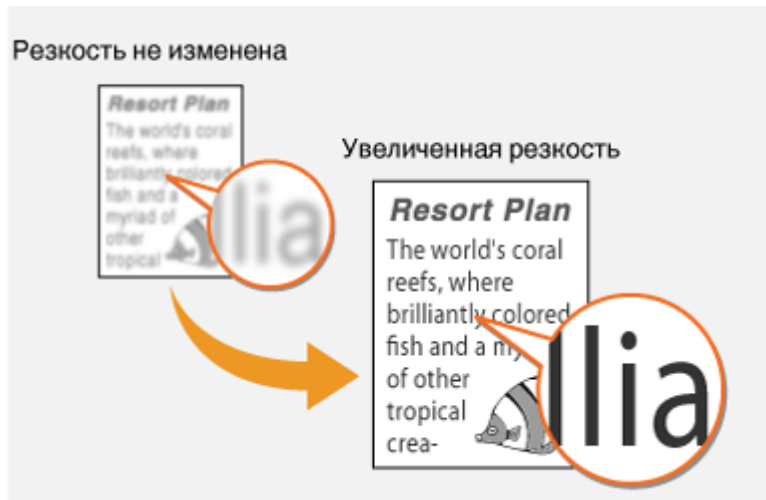 Резкость не изменена
Resort Plan
The world's coral
reefs, where
brilliantly colored
fish and a
myriad of
other
tropical
llia
Увеличенная резкость
Resort Plan
The world's coral
reefs, where
brilliantly colored
fish and a my
of other
tropical
crea-
llia